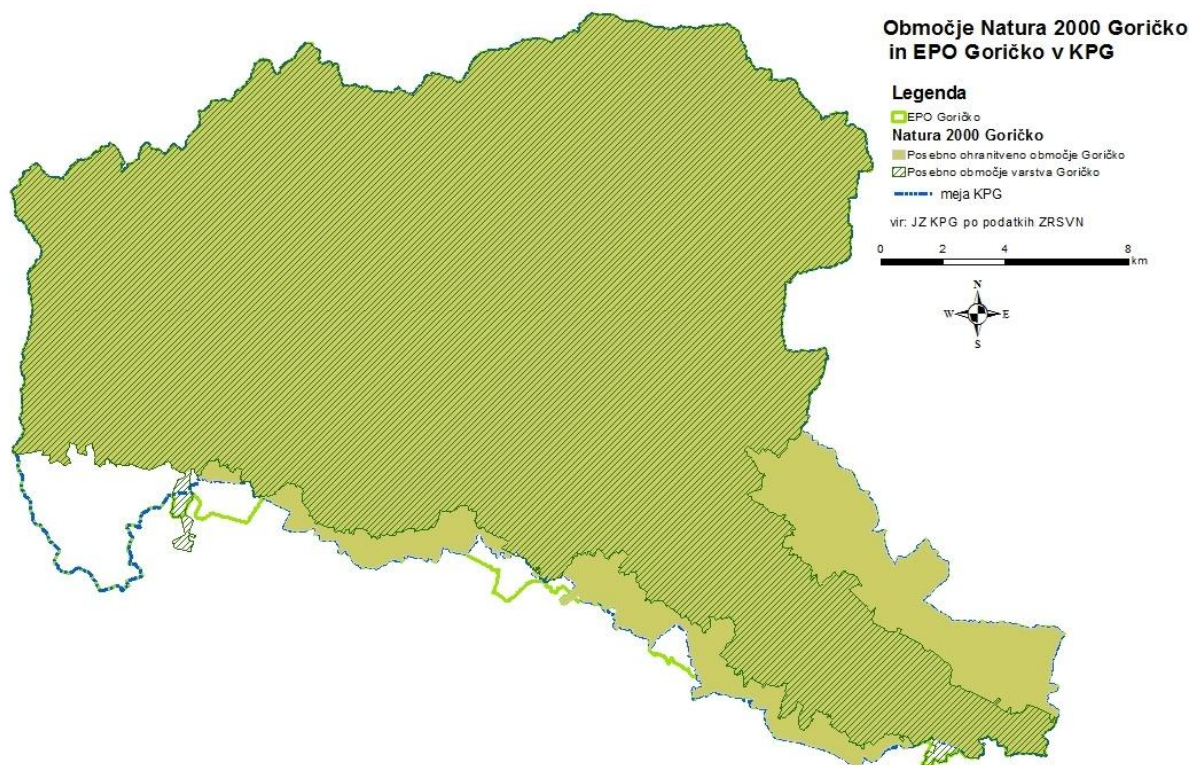 Območje Natura 2000 Goričko
in EPO Goričko v KPG
Legenda
EPO Goričko
Natura 2000 Goričko
Posebno ohranitveno območje Goričko
Posebno območje varstva Goričko
meja KPG
vir: JZ KPG po podatkih ZRSVN
0 2 4 8
km
N
W E
S